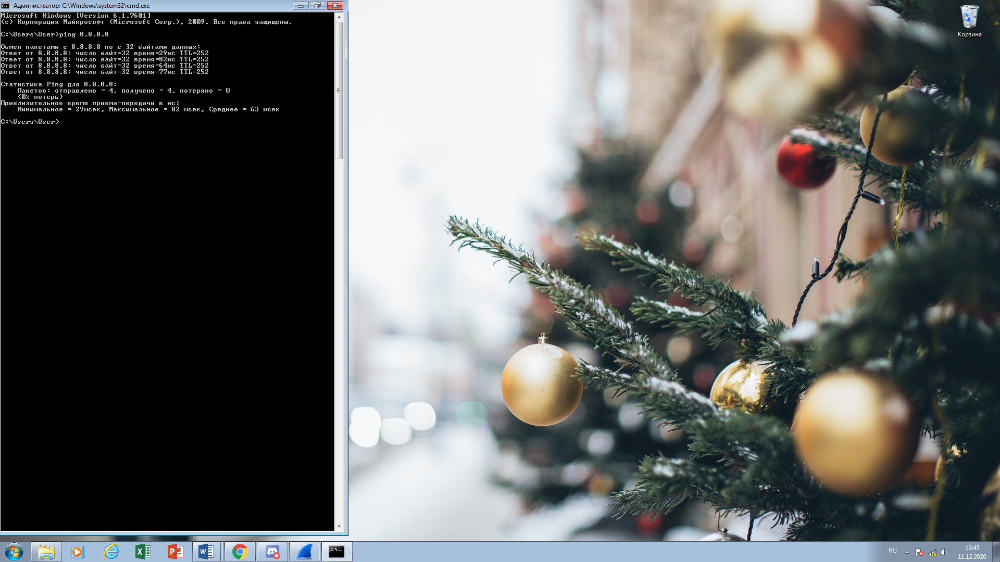 Администратор: C:\Windows\system32\cmd.exe
Microsoft Windows [Version 6.1.7601]
(c) Корпорация Майкрософт (Microsoft Corp.), 2009. Все права защищены.
C:\Users\User>ping 8.8.8.8
Обмен пакетами с 8.8.8.8 по с 32 байтами данных:
Ответ от 8.8.8.8: число байт=32 время=29мс TTL=252
Ответ от 8.8.8.8: число байт=32 время=82мс TTL=252
Ответ от 8.8.8.8: число байт=32 время=64мс TTL=252
Ответ от 8.8.8.8: число байт=32 время=77мс TTL=252
Статистика Ping для 8.8.8.8:
Пакетов: отправлено = 4, получено = 4, потеряно = 0
(0% потерь)
Приблизительное время приема-передачи в мс:
Минимальное = 29мсек, Максимальное = 82 мсек, Среднее = 63 мсек
C:\Users\User>
Корзина
RU
19:45
11.12.2020